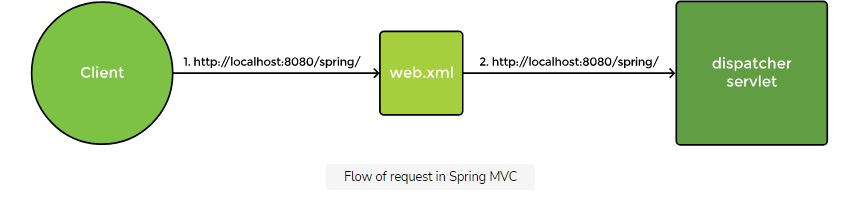 Client
1. http://localhost:8080/spring/
web.xml
2. http://localhost:8080/spring/
dispatcher
servlet
Flow of request in Spring MVC